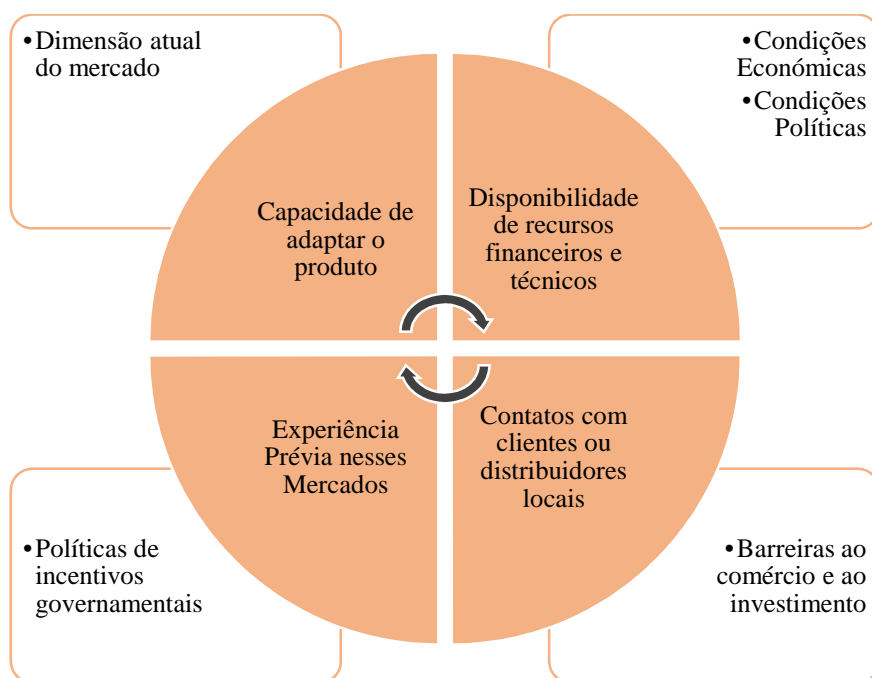 •Dimensão atual
do mercado
•Condições
Económicas
•Condições
Políticas
Capacidade de
adaptar o
produto
Disponibilidade
de recursos
financeiros e
técnicos
Experiência
Prévia nesses
Mercados
Contatos com
clientes ou
distribuidores
locais
•Políticas de
incentivos
governamentais
•Barreiras ao
comércio e ao
investimento